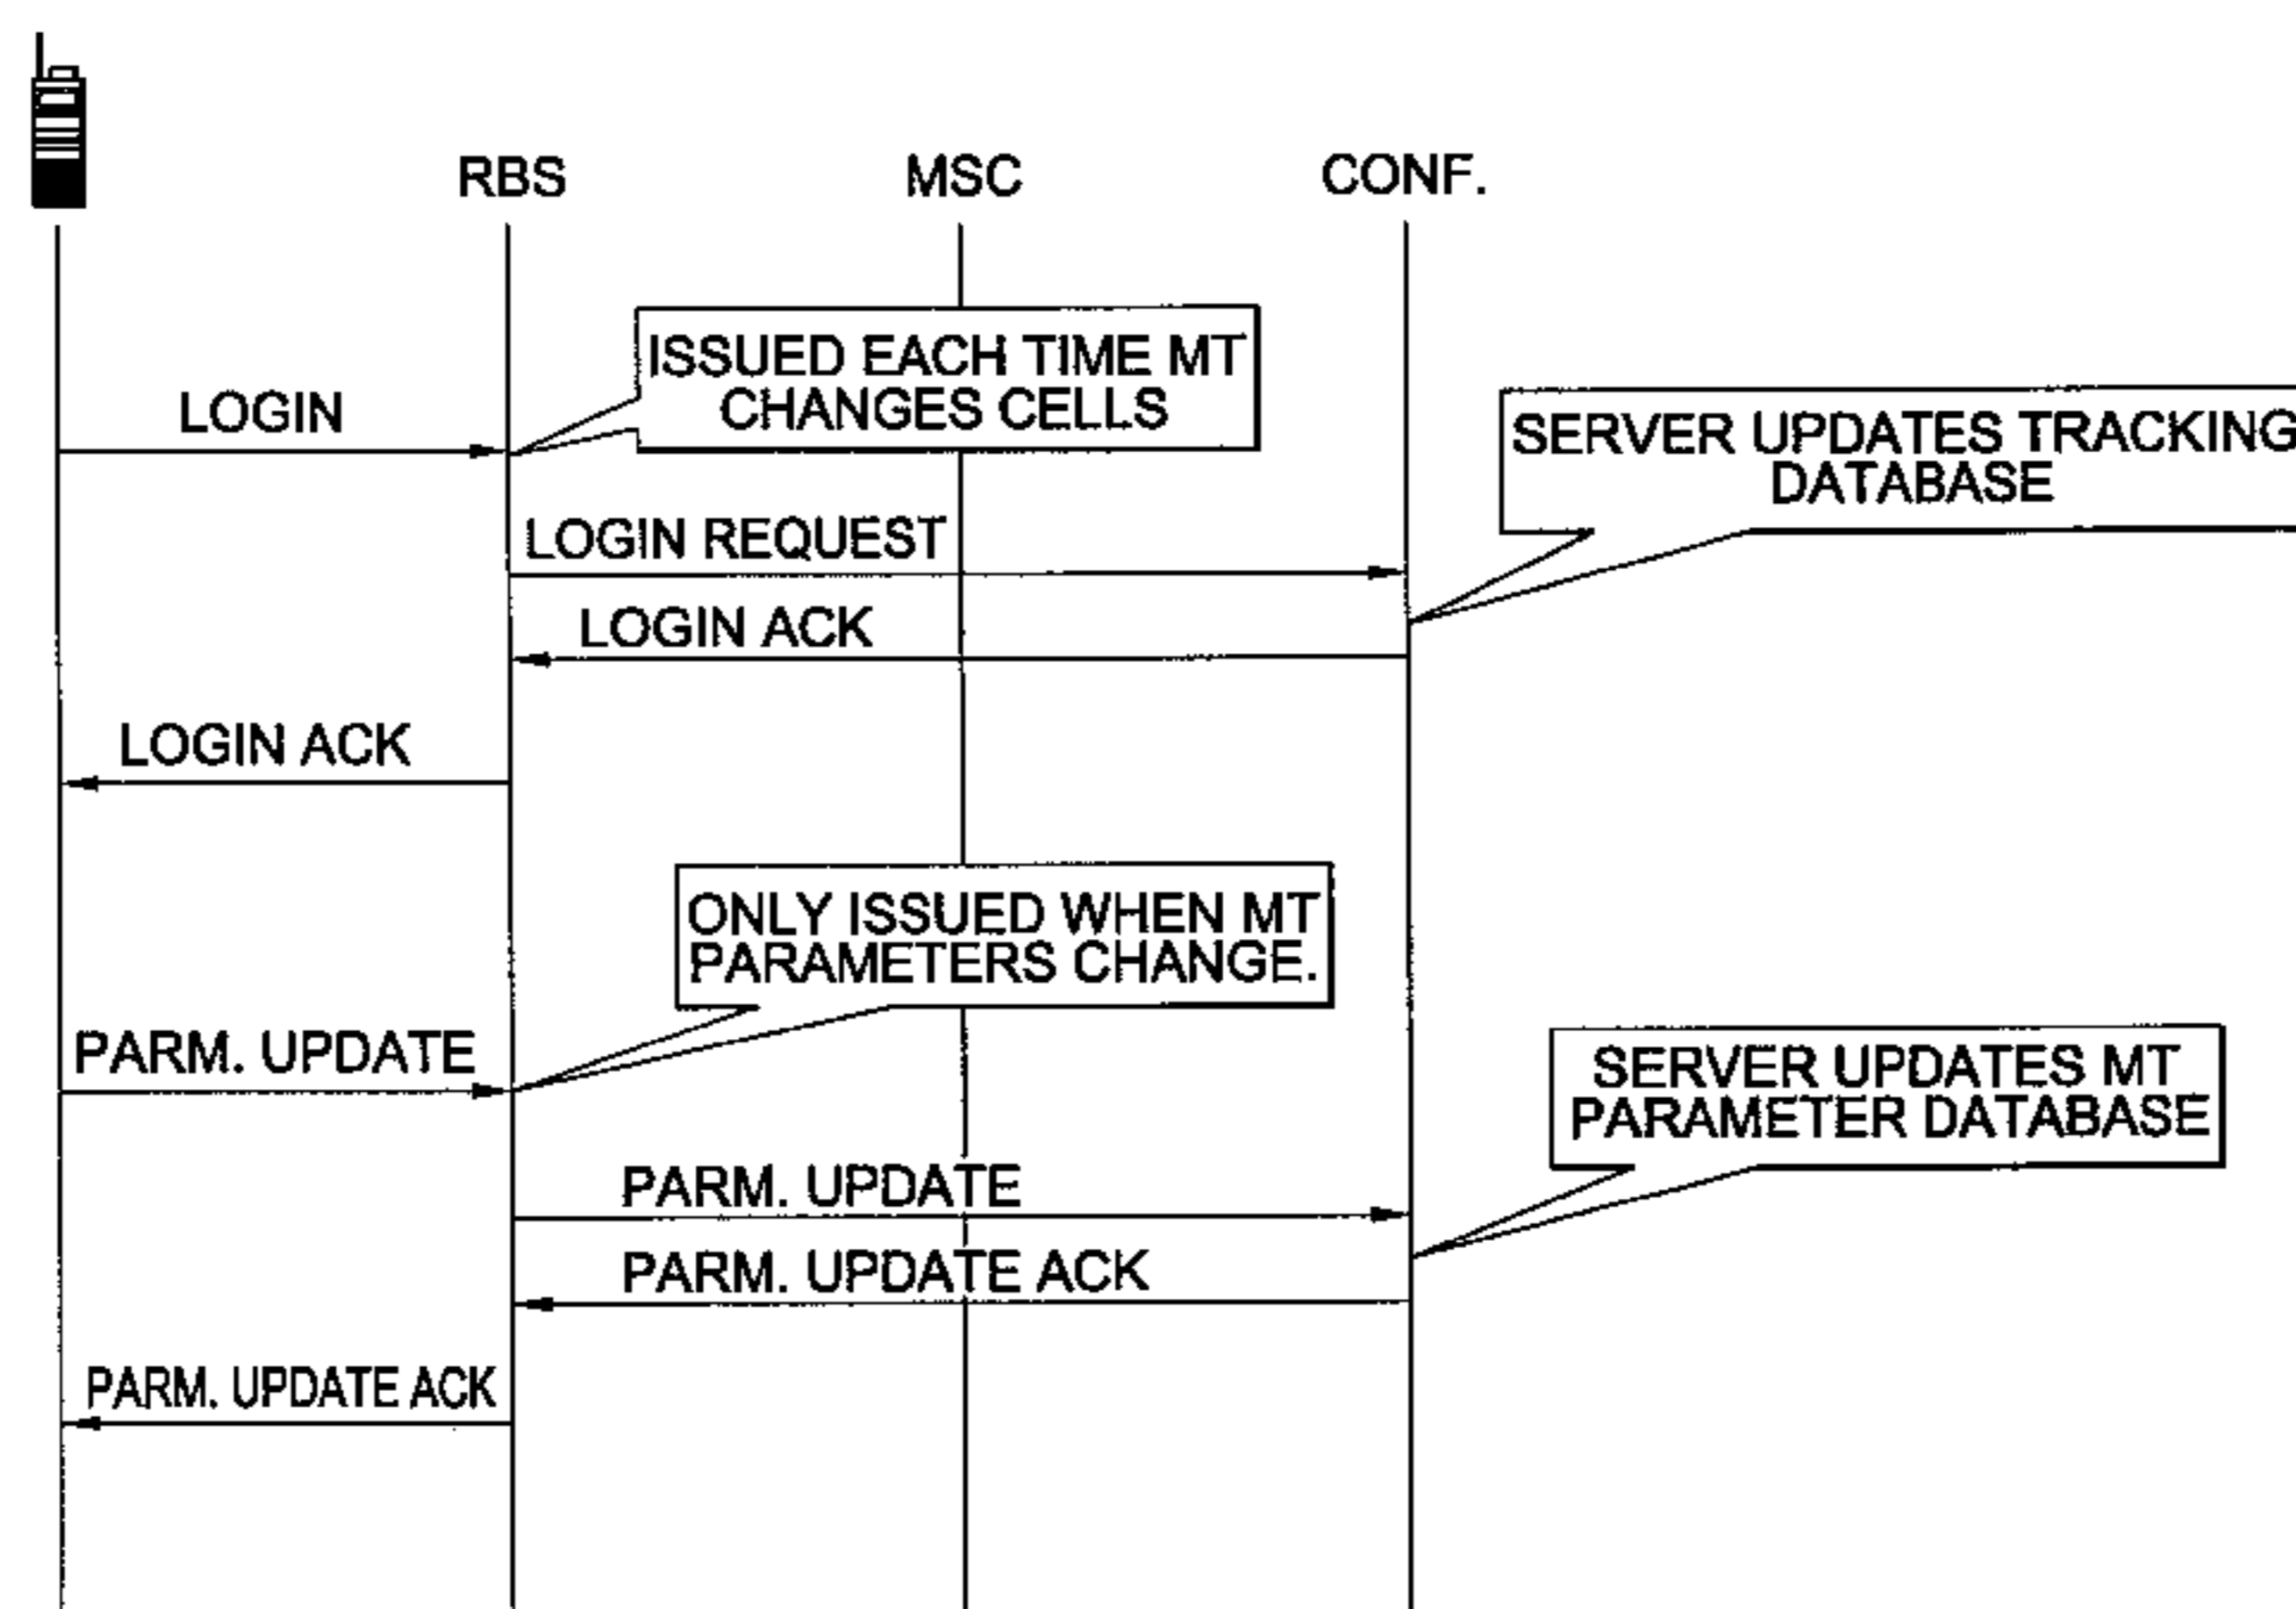 RBS
MSC
CONF.
ISSUED EACH TIME MT
CHANGES CELLS
LOGIN
SERVER UPDATES TRACKING
DATABASE
LOGIN REQUEST
LOGIN ACK
LOGIN ACK
ONLY ISSUED WHEN MT
PARAMETERS CHANGE.
PARM. UPDATE
SERVER UPDATES MT
PARAMETER DATABASE
PARM. UPDATE
PARM. UPDATE ACK
PARM. UPDATE ACK